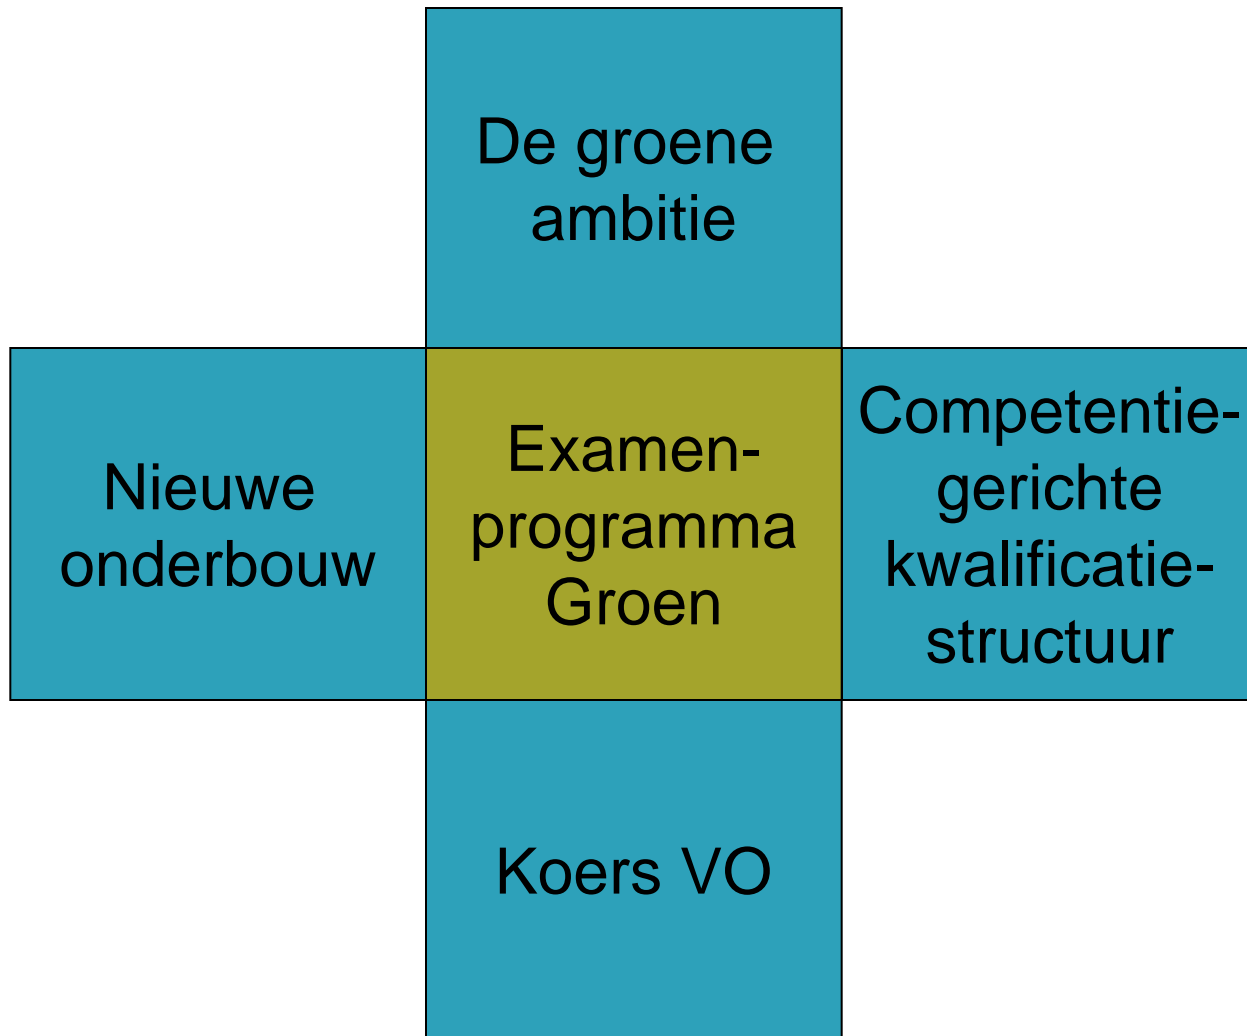 De groene
ambitie
Nieuwe
onderbouw
Examen-
programma
Groen
Competentie-
gerichte
kwalificatie-
structuur
Koers VO